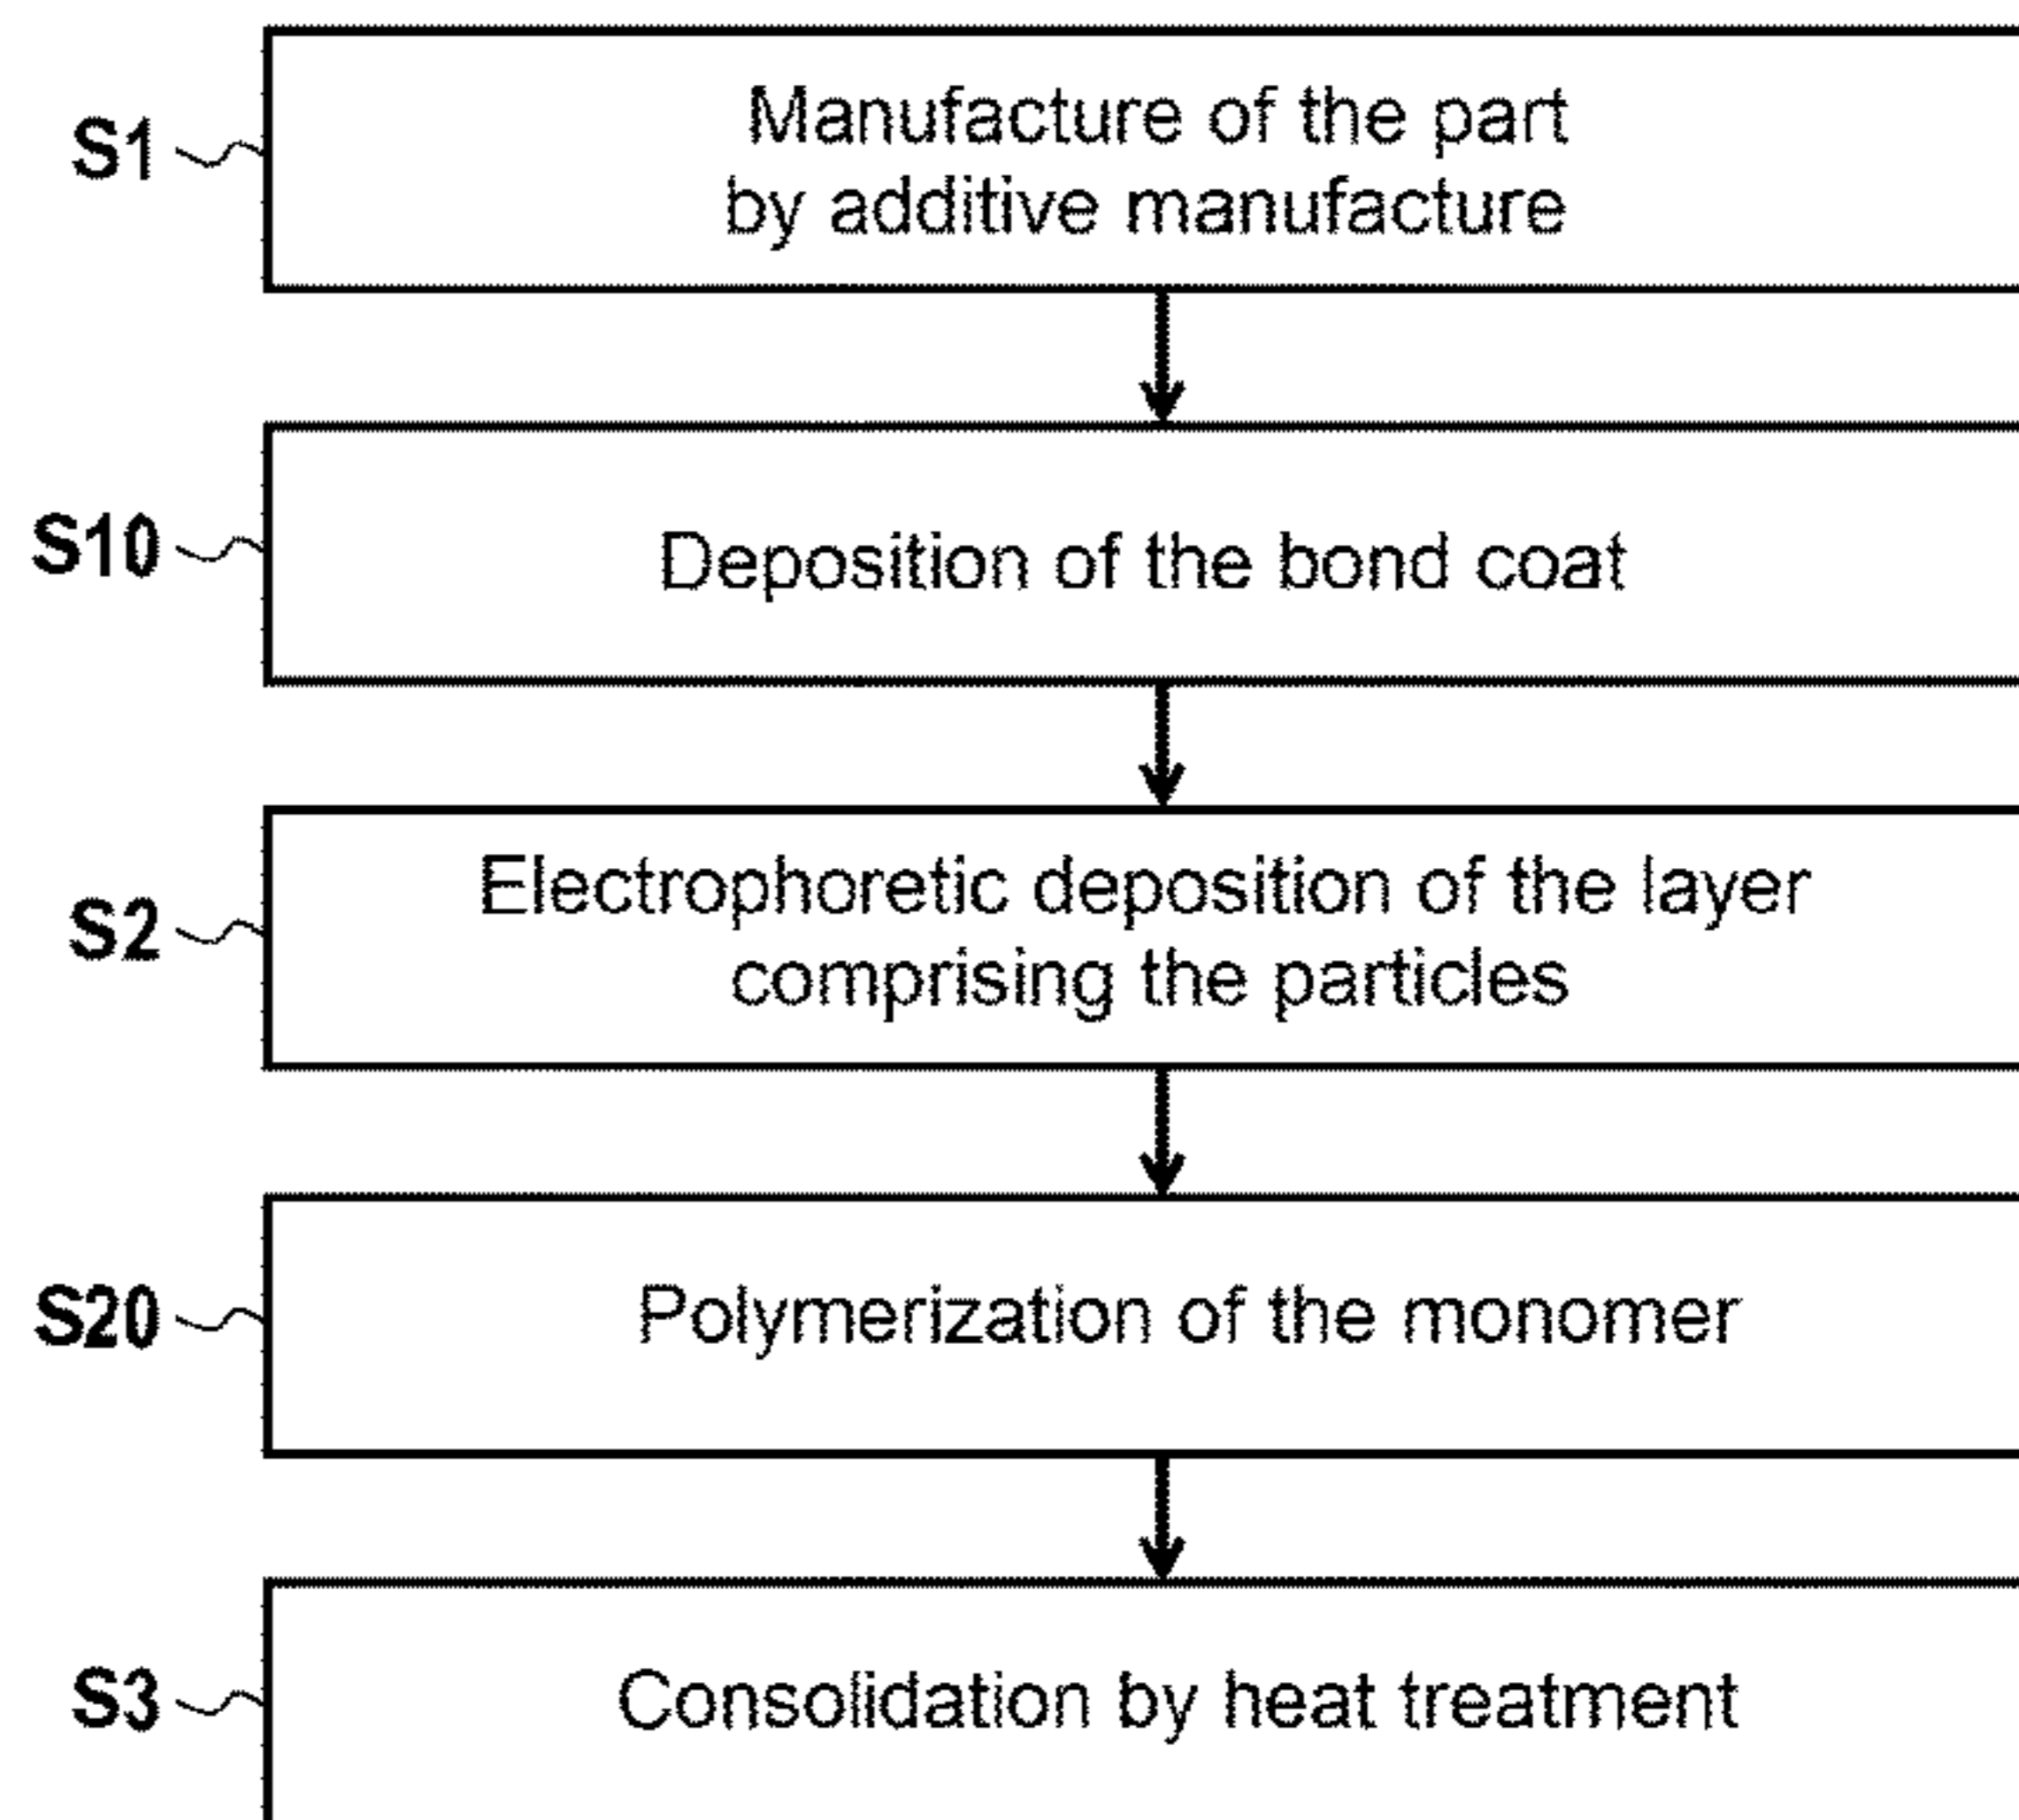 S1
Manufacture of the part
by additive manufacture
S10
Deposition of the bond coat
S2
Electrophoretic deposition of the layer
comprising the particles
S20
Polymerization of the monomer
S3
Consolidation by heat treatment